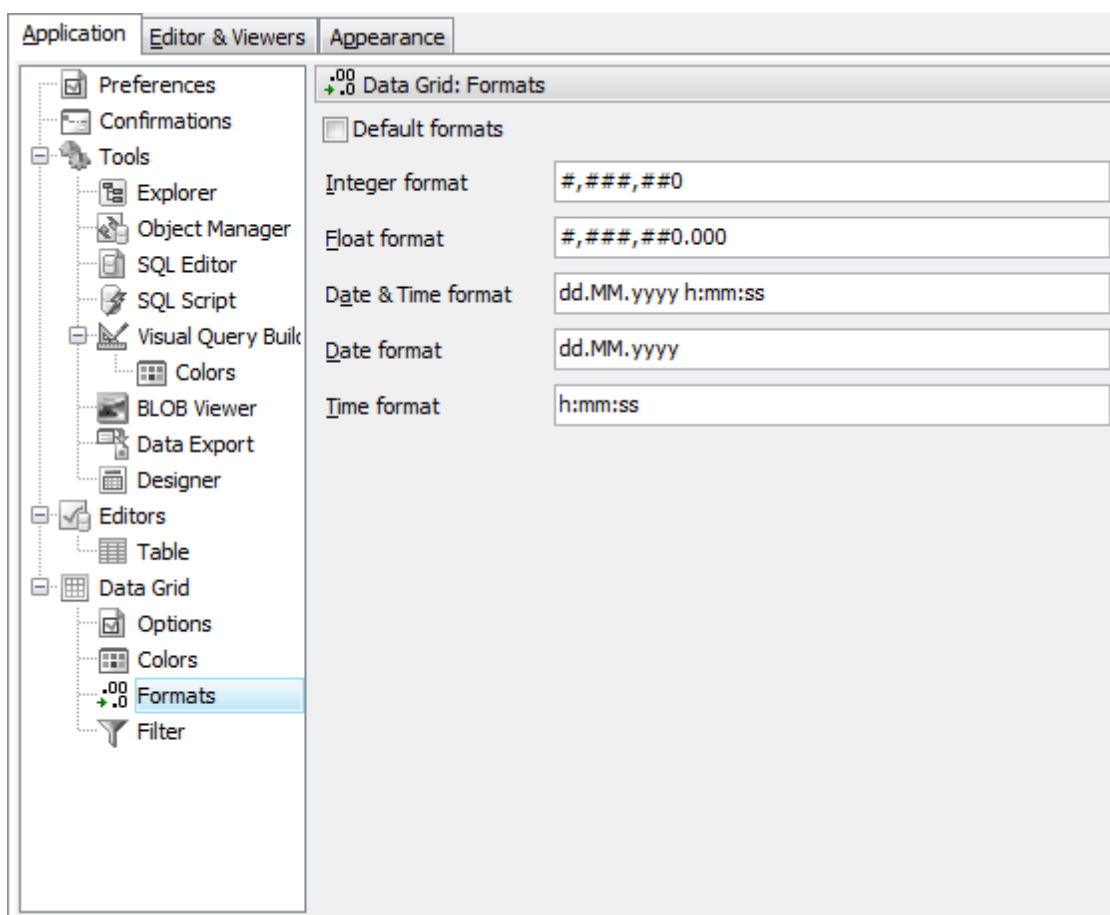 Application Editor & Viewers Appearance
Preferences
Confirmations
Tools
Explorer
Object Manager
SQL Editor
SQL Script
Visual Query Builc
Colors
BLOB Viewer
Data Export
Designer
Editors
Table
Data Grid
Options
Colors
Formats
Filter
Data Grid: Formats
Default formats
Integer format #,###,##0
Float format #,###,##0.000
Date & Time format dd.MM.yyyy h:mm:ss
Date format dd.MM.yyyy
Time format h:mm:ss